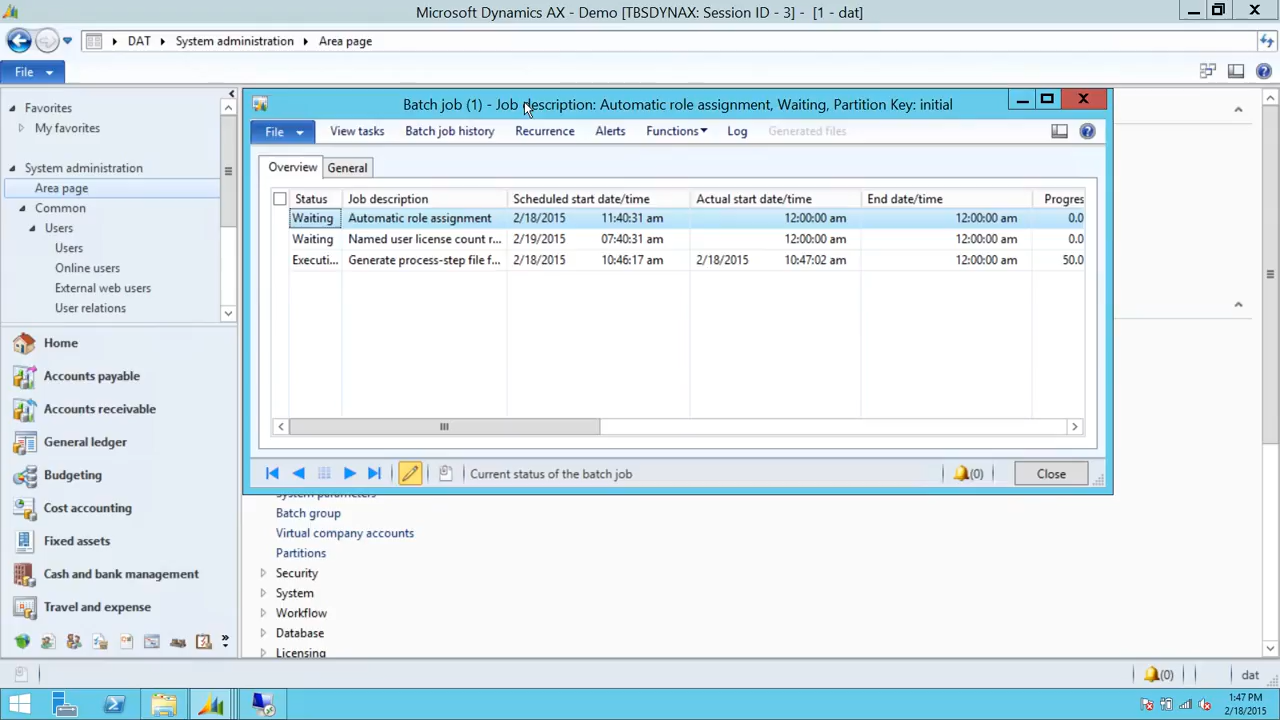 Microsoft Dynamics AX - Demo [TBSDYNAX: Session ID - 3] - [1 - dat]
DAT
System administration
Area page
File
Favorites
My favorites
System administration
Area page
Common
Users
Users
Online users
External web users
User relations
Home
Accounts payable
Accounts receivable
General ledger
Budgeting
Cost accounting
Fixed assets
Cash and bank management
Travel and expense
Batch job (1) - Job description: Automatic role assignment, Waiting, Partition Key: initial
File View tasks Batch job history Recurrence Alerts Functions Log Generated files
Overview General
Status Job description Scheduled start date/time Actual start date/time End date/time Progres
Waiting Automatic role assignment 2/18/2015 11:40:31 am 12:00:00 am 12:00:00 am 0.0
Waiting Named user license count r... 2/19/2015 07:40:31 am 12:00:00 am 12:00:00 am 0.0
Executi... Generate process-step file f... 2/18/2015 10:46:17 am 2/18/2015 10:47:02 am 12:00:00 am 50.0
Current status of the batch job
(0)
Close
System parameters
Batch group
Virtual company accounts
Partitions
Security
System
Workflow
Database
Licensing
(0)
dat
1:47 PM
2/18/2015